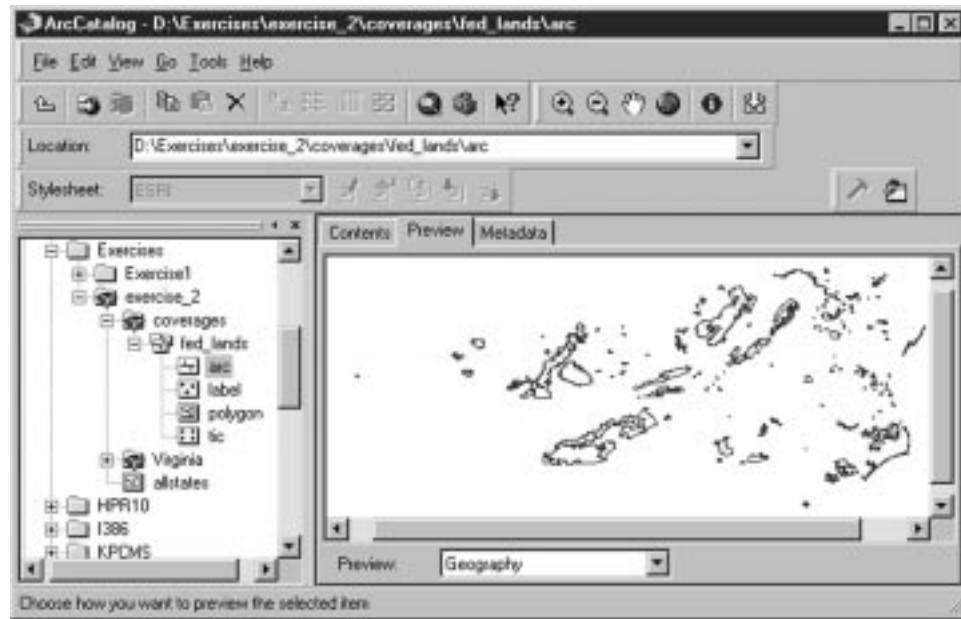 ArcCatalog - D:\Exercises\exercise_2\coverages\fed_lands\arc
File Edit View Go Tools Help
Location: D:\Exercises\exercise_2\coverages\fed_lands\arc
Stylesheet: ESRI
Exercises
Exercise1
exercise_2
coverages
fed_lands
arc
label
polygon
tic
Virginia
allstates
HPR10
I386
KPCMS
Contents Preview Metadata
Preview: Geography
Choose how you want to preview the selected item